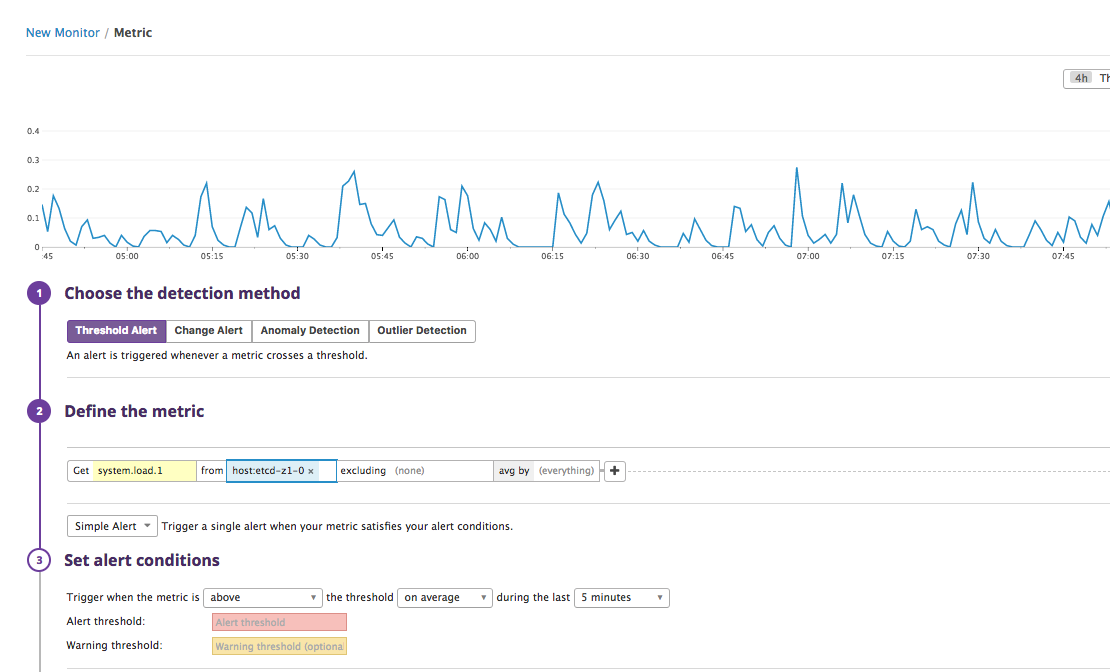 New Monitor / Metric
4h Th
0.4
0.3
0.2
0.1
0
:45 05:00 05:15 05:30 05:45 06:00 06:15 06:30 06:45 07:00 07:15 07:30 07:45
1 Choose the detection method
Threshold Alert Change Alert Anomaly Detection Outlier Detection
An alert is triggered whenever a metric crosses a threshold.
2 Define the metric
Get system.load.1 from host:etcd-z1-0 × excluding (none) avg by (everything) +
Simple Alert Trigger a single alert when your metric satisfies your alert conditions.
3 Set alert conditions
Trigger when the metric is above the threshold on average during the last 5 minutes
Alert threshold: Alert threshold
Warning threshold: Warning threshold (optional